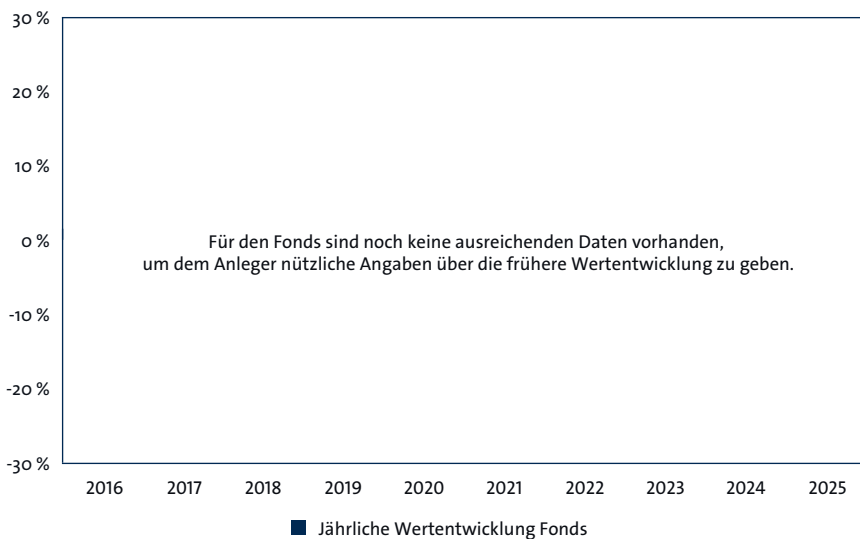 30 %
20 %
10 %
0 %
-10 %
-20 %
-30 %
Für den Fonds sind noch keine ausreichenden Daten vorhanden,
um dem Anleger nützliche Angaben über die frühere Wertentwicklung zu geben.
2016 2017 2018 2019 2020 2021 2022 2023 2024 2025
Jährliche Wertentwicklung Fonds